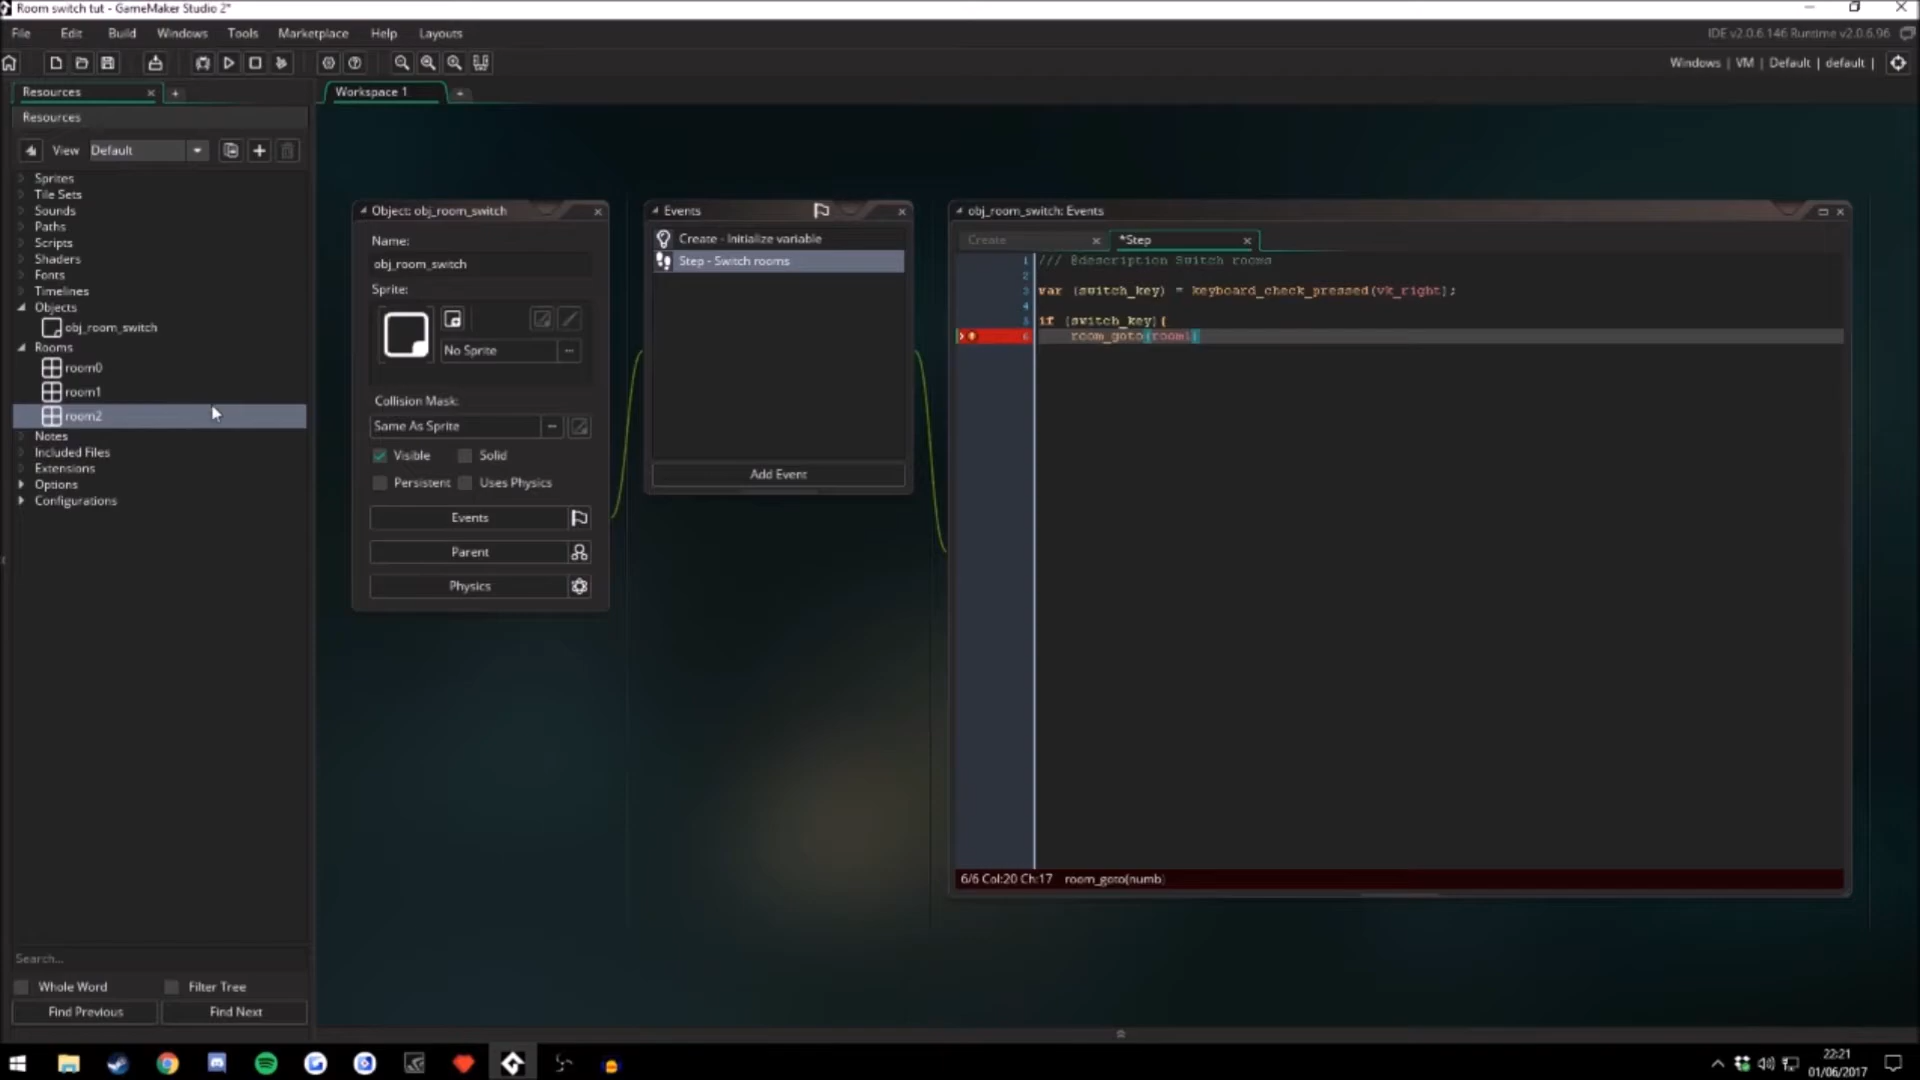 Room switch tut - GameMaker Studio 2*
File Edit Build Windows Tools Marketplace Help Layouts
IDE v2.0.6.146 Runtime v2.0.6.96
Windows | VM | Default | default |
Resources
Workspace 1
Resources
View Default
Sprites
Tile Sets
Sounds
Paths
Scripts
Shaders
Fonts
Timelines
Objects
obj_room_switch
Rooms
room0
room1
room2
Notes
Included Files
Extensions
Options
Configurations
Search...
Whole Word
Filter Tree
Find Previous
Find Next
Object: obj_room_switch
Name:
obj_room_switch
Sprite:
No Sprite
Collision Mask:
Same As Sprite
Visible
Solid
Persistent
Uses Physics
Events
Parent
Physics
Events
Create - Initialize variable
Step - Switch rooms
Add Event
obj_room_switch: Events
Create
*Step
1 /// @description Switch rooms
2
3 var (switch_key) = keyboard_check_pressed(vk_right);
4
5 if (switch_key){
6 room_goto(room1)
6/6 Col:20 Ch:17 room_goto(numb)
22:21
01/06/2017